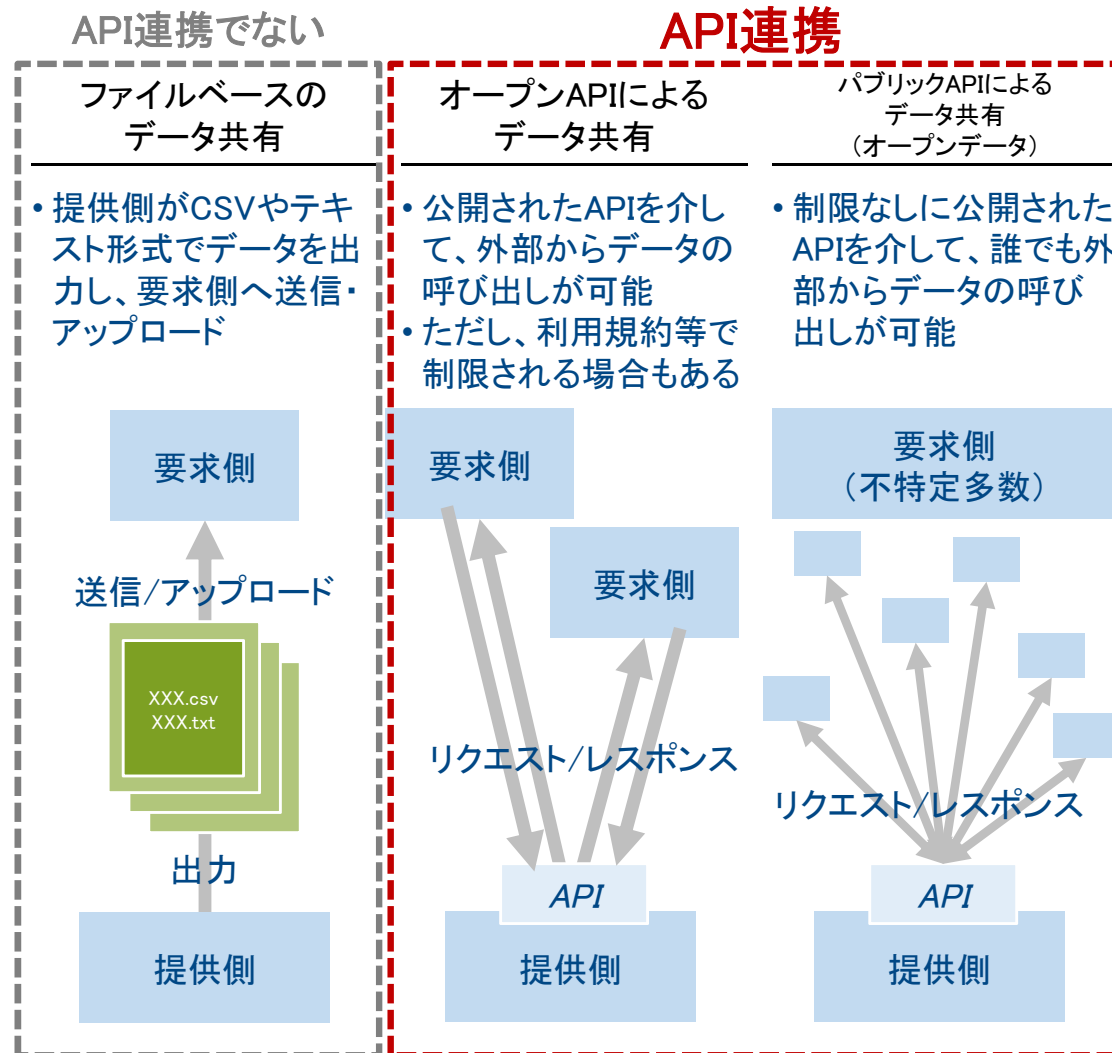 API連携でない
API連携
ファイルベースの
データ共有
• 提供側がCSVやテキ
スト形式でデータを出
力し、要求側へ送信・
アップロード
要求側
送信/アップロード
XXX.csv
XXX.txt
出力
提供側
オープンAPIによる
データ共有
• 公開されたAPIを介し
て、外部からデータの
呼び出しが可能
• ただし、利用規約等で
制限される場合もある
要求側
要求側
リクエスト/レスポンス
API
提供側
パブリックAPIによる
データ共有
（オープンデータ）
• 制限なしに公開された
APIを介して、誰でも外
部からデータの呼び
出しが可能
要求側
（不特定多数）
リクエスト/レスポンス
API
提供側